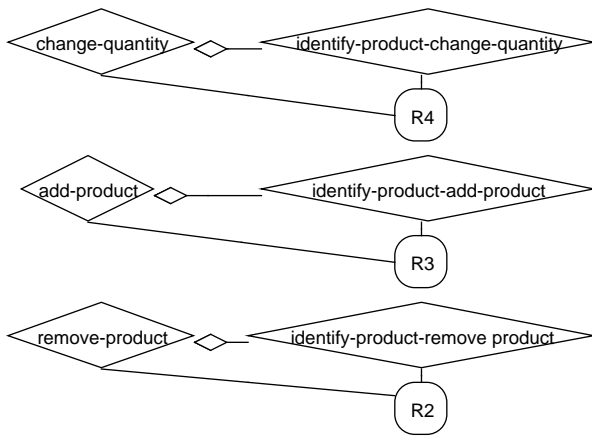 change-quantity
identify-product-change-quantity
R4
add-product
identify-product-add-product
R3
remove-product
identify-product-remove product
R2